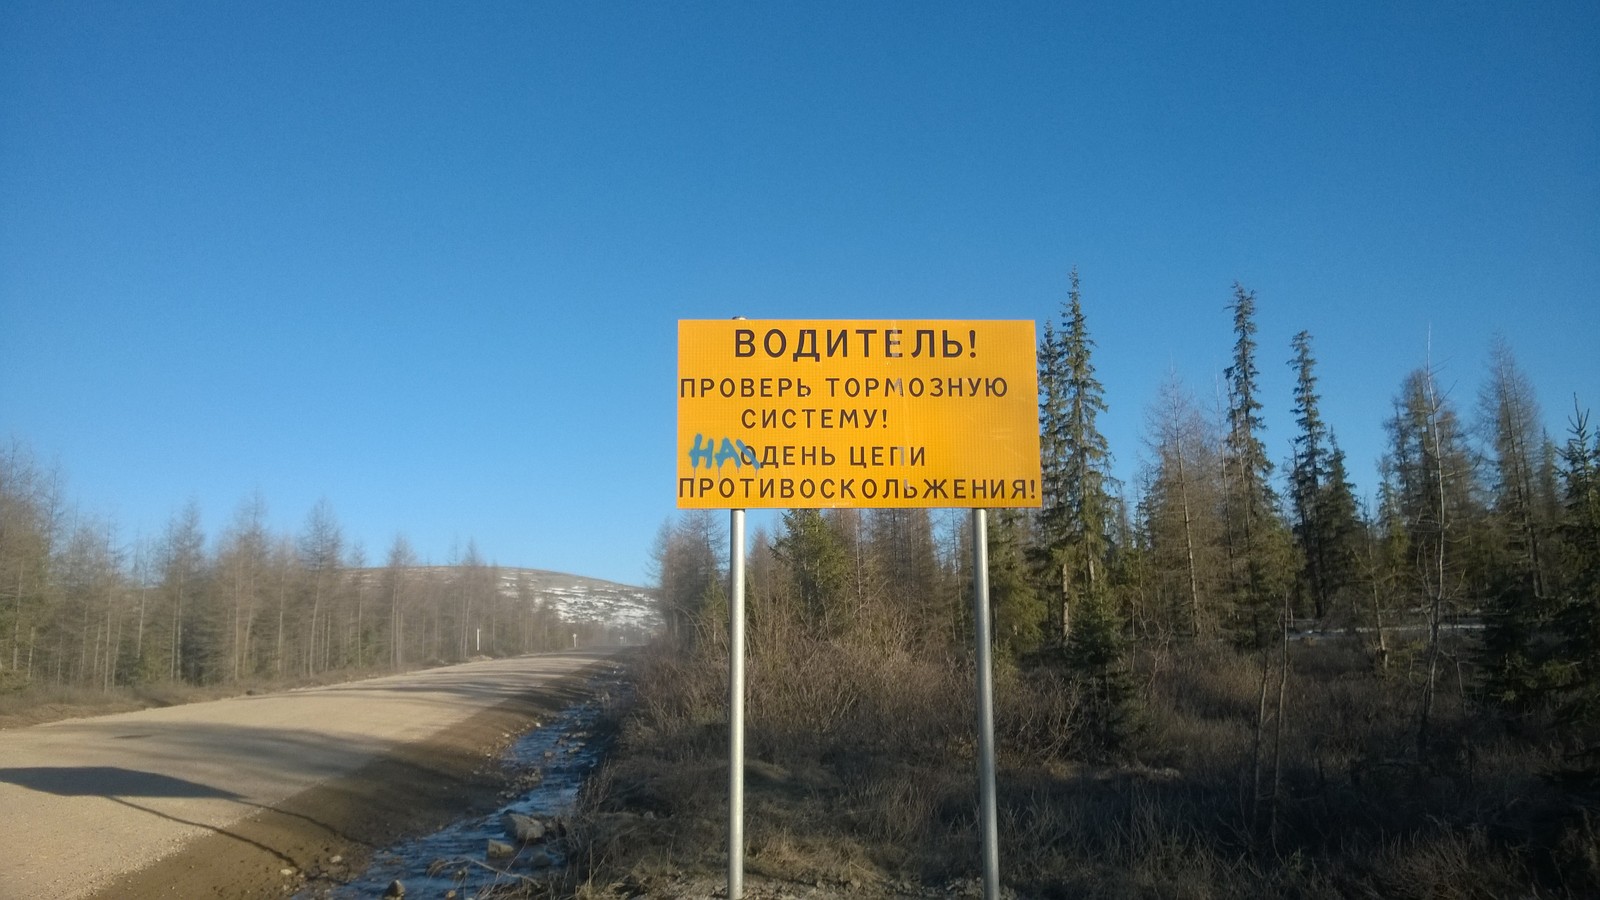 ВОДИТЕЛЬ!
ПРОВЕРЬ ТОРМОЗНУЮ
СИСТЕМУ!
НАОДЕНЬ ЦЕПИ
ПРОТИВОСКОЛЬЖЕНИЯ!